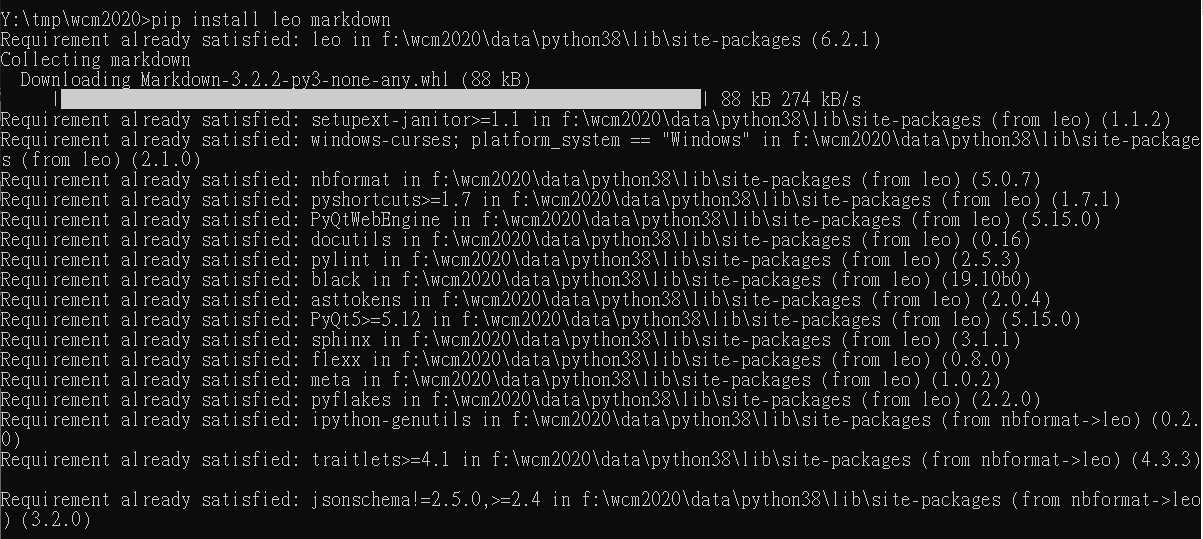 Y:\tmp\wcm2020>pip install leo markdown
Requirement already satisfied: leo in f:\wcm2020\data\python38\lib\site-packages (6.2.1)
Collecting markdown
  Downloading Markdown-3.2.2-py3-none-any.whl (88 kB)
     |████████████████████████████████| 88 kB 274 kB/s
Requirement already satisfied: setupext-janitor>=1.1 in f:\wcm2020\data\python38\lib\site-packages (from leo) (1.1.2)
Requirement already satisfied: windows-curses; platform_system == "Windows" in f:\wcm2020\data\python38\lib\site-package
s (from leo) (2.1.0)
Requirement already satisfied: nbformat in f:\wcm2020\data\python38\lib\site-packages (from leo) (5.0.7)
Requirement already satisfied: pyshortcuts>=1.7 in f:\wcm2020\data\python38\lib\site-packages (from leo) (1.7.1)
Requirement already satisfied: PyQtWebEngine in f:\wcm2020\data\python38\lib\site-packages (from leo) (5.15.0)
Requirement already satisfied: docutils in f:\wcm2020\data\python38\lib\site-packages (from leo) (0.16)
Requirement already satisfied: pylint in f:\wcm2020\data\python38\lib\site-packages (from leo) (2.5.3)
Requirement already satisfied: black in f:\wcm2020\data\python38\lib\site-packages (from leo) (19.10b0)
Requirement already satisfied: asttokens in f:\wcm2020\data\python38\lib\site-packages (from leo) (2.0.4)
Requirement already satisfied: PyQt5>=5.12 in f:\wcm2020\data\python38\lib\site-packages (from leo) (5.15.0)
Requirement already satisfied: sphinx in f:\wcm2020\data\python38\lib\site-packages (from leo) (3.1.1)
Requirement already satisfied: flexx in f:\wcm2020\data\python38\lib\site-packages (from leo) (0.8.0)
Requirement already satisfied: meta in f:\wcm2020\data\python38\lib\site-packages (from leo) (1.0.2)
Requirement already satisfied: pyflakes in f:\wcm2020\data\python38\lib\site-packages (from leo) (2.2.0)
Requirement already satisfied: ipython-genutils in f:\wcm2020\data\python38\lib\site-packages (from nbformat->leo) (0.2.
0)
Requirement already satisfied: traitlets>=4.1 in f:\wcm2020\data\python38\lib\site-packages (from nbformat->leo) (4.3.3)
Requirement already satisfied: jsonschema!=2.5.0,>=2.4 in f:\wcm2020\data\python38\lib\site-packages (from nbformat->leo
) (3.2.0)